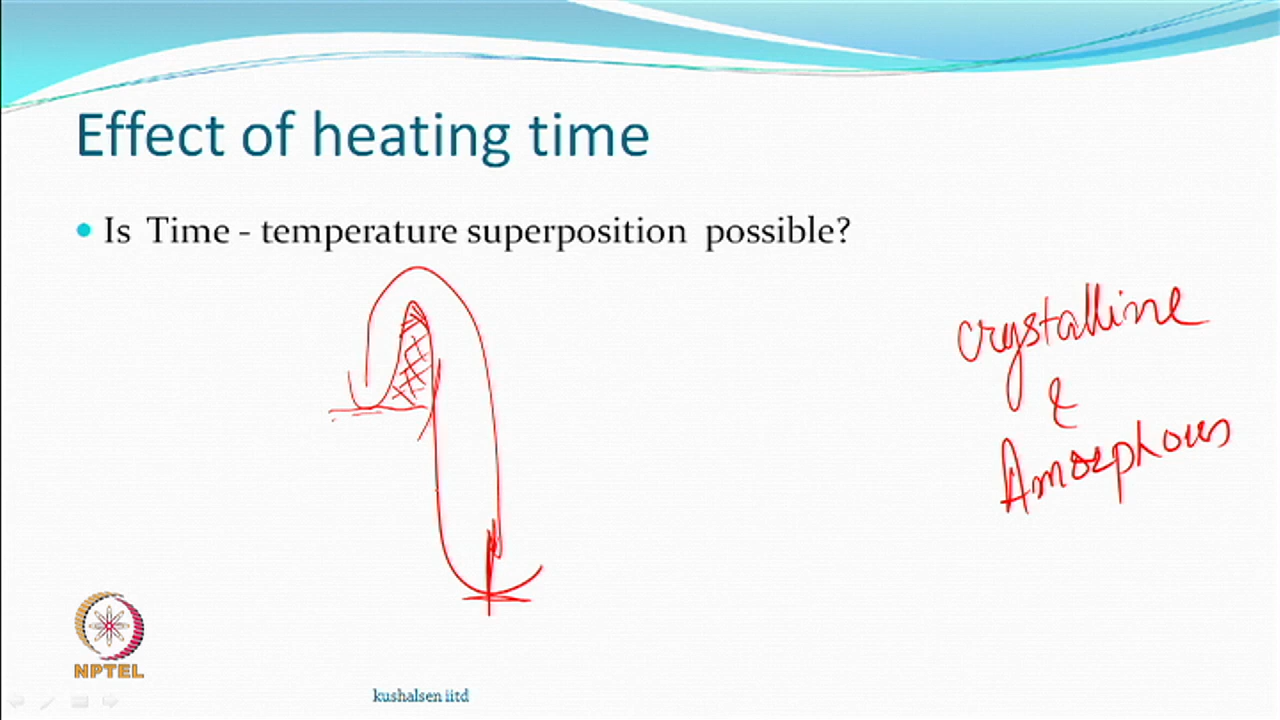 Effect of heating time
Is Time - temperature superposition possible?
crystalline
&
Amorphous
NPTEL
kushalsen iitd